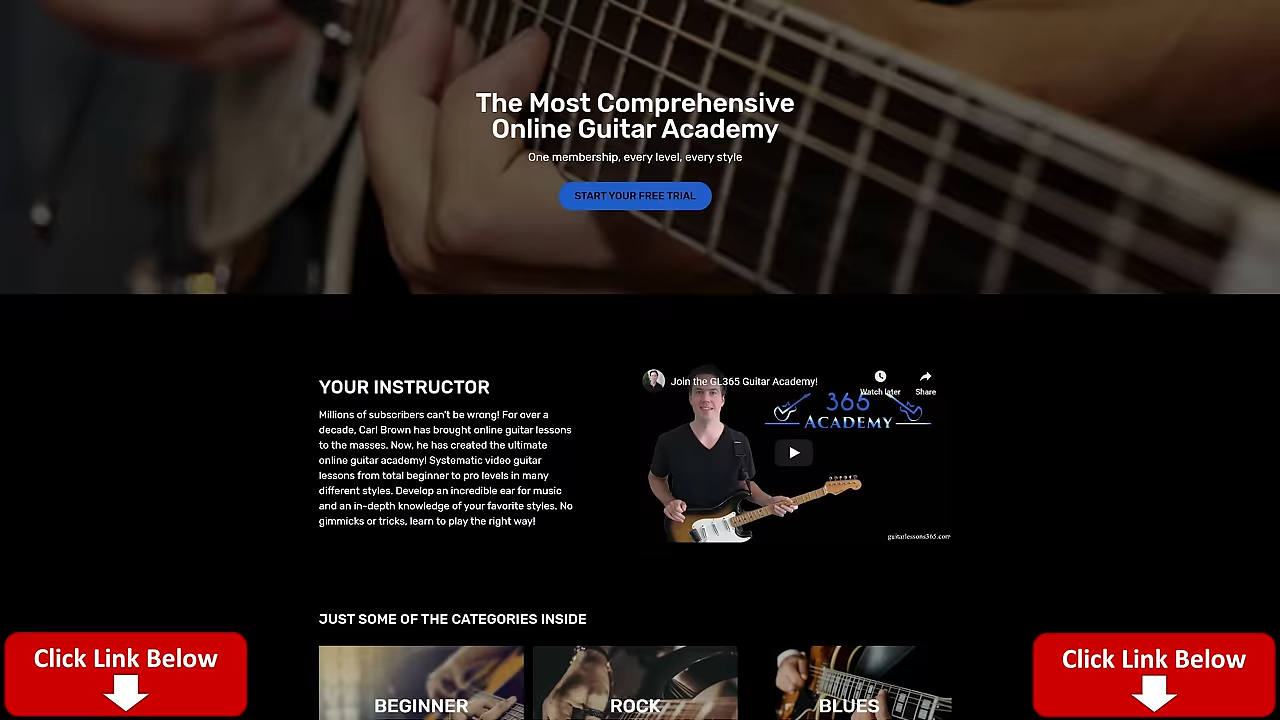 The Most Comprehensive
Online Guitar Academy
One membership, every level, every style
START YOUR FREE TRIAL
YOUR INSTRUCTOR
Millions of subscribers can't be wrong! For over a
decade, Carl Brown has brought online guitar lessons
to the masses. Now, he has created the ultimate
online guitar academy! Systematic video guitar
lessons from total beginner to pro levels in many
different styles. Develop an incredible ear for music
and an in-depth knowledge of your favorite styles. No
gimmicks or tricks, learn to play the right way!
Join the GL365 Guitar Academy!
Watch later
Share
365
ACADEMY
guitarlessons365.com
JUST SOME OF THE CATEGORIES INSIDE
BEGINNER
ROCK
BLUES
Click Link Below
Click Link Below